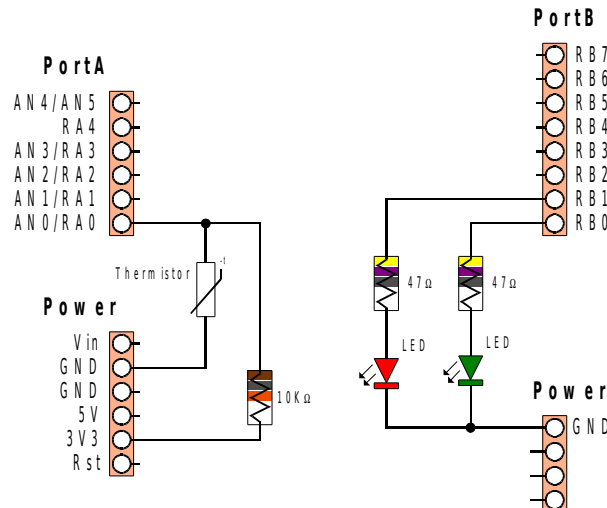 PortB
RB7
RB6
RB5
RB4
RB3
RB2
RB1
RB0
PortA
AN4/AN5
RA4
AN3/RA3
AN2/RA2
AN1/RA1
AN0/RA0
Thermistor
-t
Power
Vin
GND
GND
5V
3V3
Rst
10KΩ
47Ω
47Ω
LED
LED
Power
GND